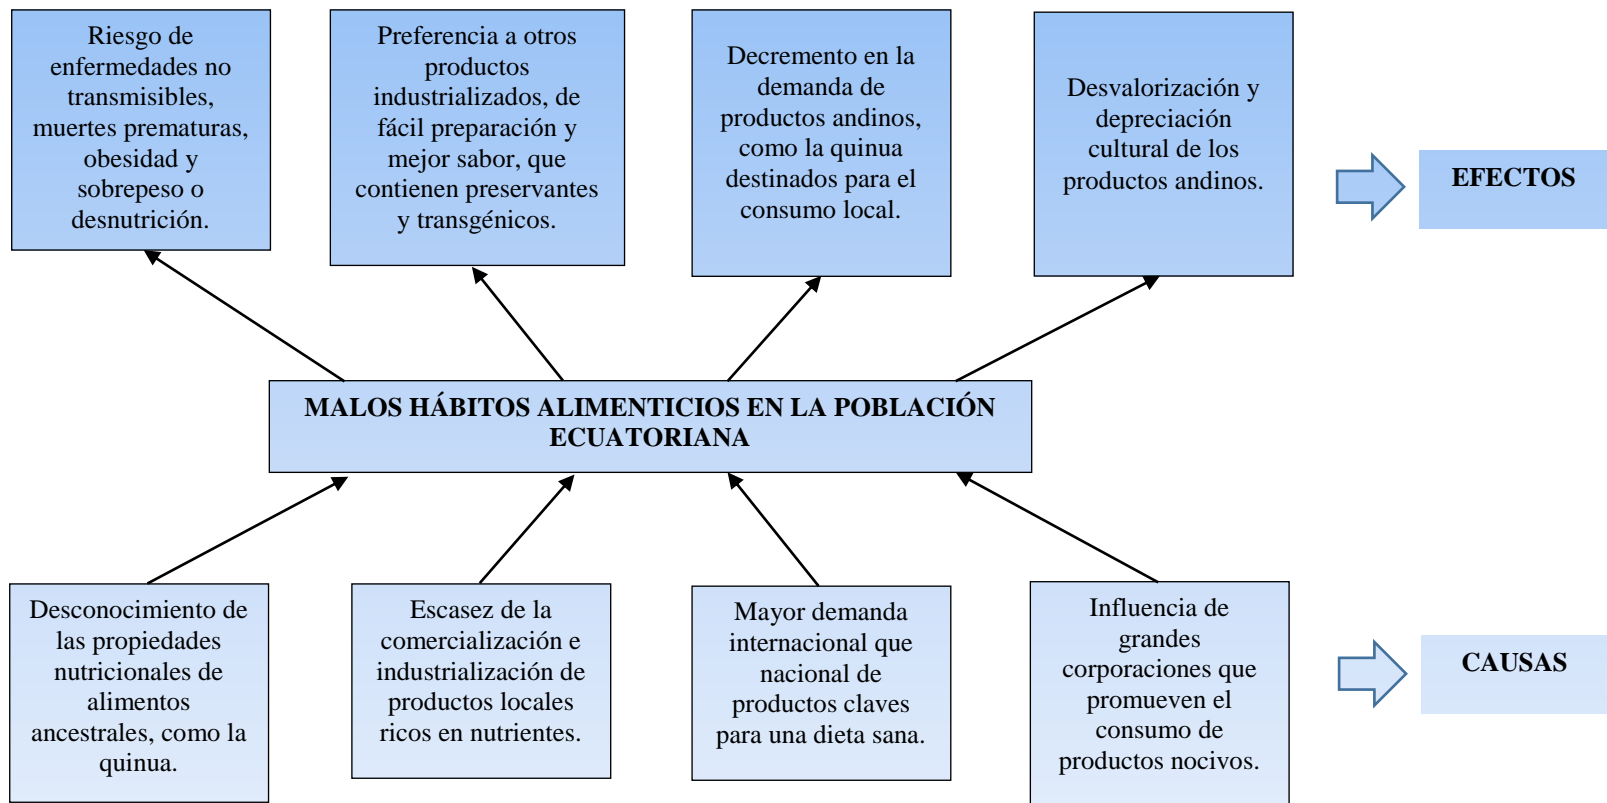 Riesgo de
enfermedades no
transmisibles,
muertes prematuras,
obesidad y
sobrepeso o
desnutrición.
Preferencia a otros
productos
industrializados, de
fácil preparación y
mejor sabor, que
contienen preservantes
y transgénicos.
Decremento en la
demanda de
productos andinos,
como la quinua
destinados para el
consumo local.
Desvalorización y
depreciación
cultural de los
productos andinos.
EFECTOS
MALOS HÁBITOS ALIMENTICIOS EN LA POBLACIÓN
ECUATORIANA
Desconocimiento de
las propiedades
nutricionales de
alimentos
ancestrales, como la
quinua.
Escasez de la
comercialización e
industrialización de
productos locales
ricos en nutrientes.
Mayor demanda
internacional que
nacional de
productos claves
para una dieta sana.
Influencia de
grandes
corporaciones que
promueven el
consumo de
productos nocivos.
CAUSAS